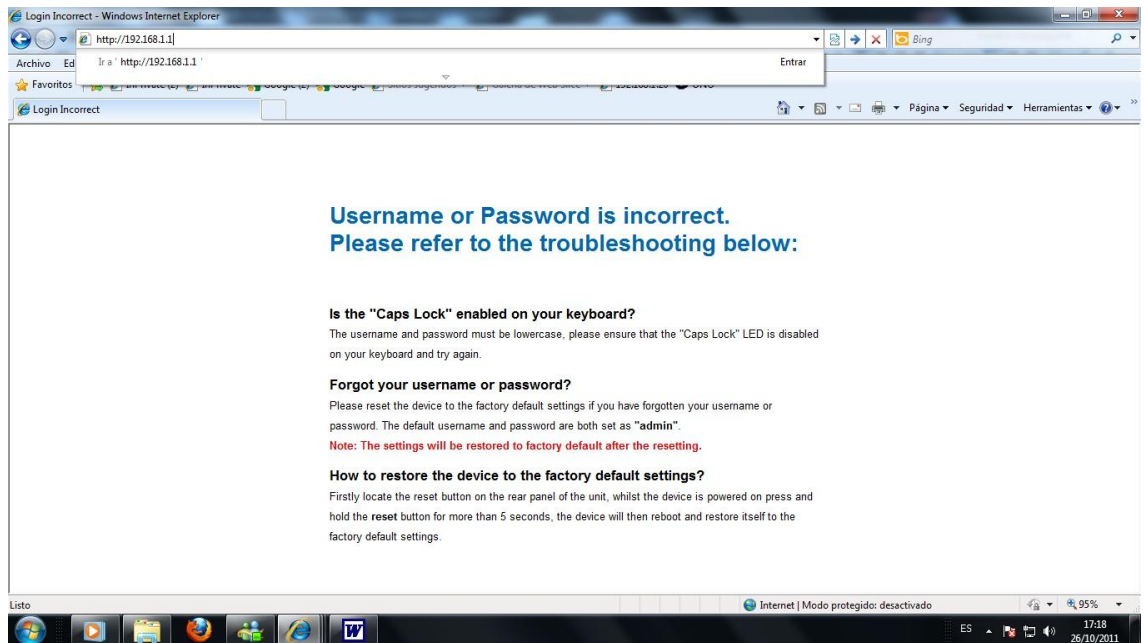 Login Incorrect - Windows Internet Explorer
http://192.168.1.1
Bing
Ir a ' http://192.168.1.1 '
Entrar
Archivo Ed
Favoritos
Login Incorrect
Página Seguridad Herramientas
Username or Password is incorrect.
Please refer to the troubleshooting below:
Is the "Caps Lock" enabled on your keyboard?
The username and password must be lowercase, please ensure that the "Caps Lock" LED is disabled
on your keyboard and try again.
Forgot your username or password?
Please reset the device to the factory default settings if you have forgotten your username or
password. The default username and password are both set as "admin".
Note: The settings will be restored to factory default after the resetting.
How to restore the device to the factory default settings?
Firstly locate the reset button on the rear panel of the unit, whilst the device is powered on press and
hold the reset button for more than 5 seconds, the device will then reboot and restore itself to the
factory default settings.
Listo
Internet | Modo protegido: desactivado
95%
W
ES
17:18
26/10/2011